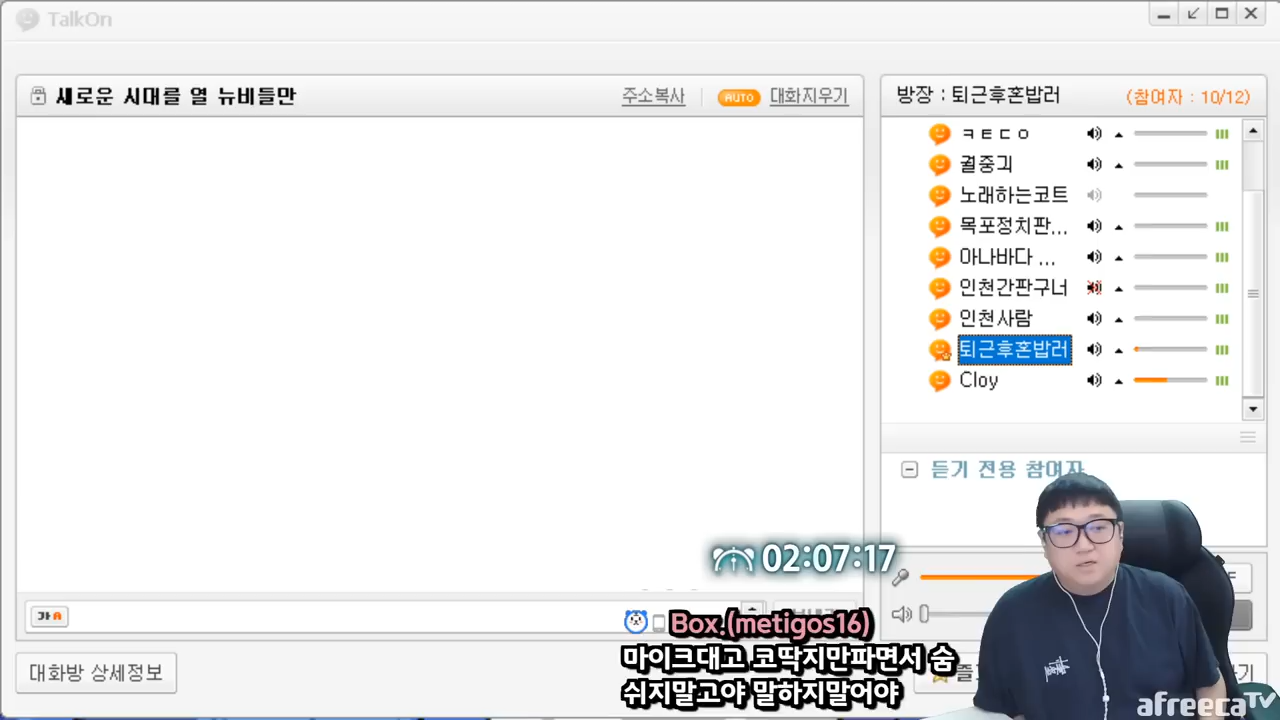 TalkOn
새로운 시대를 열 뉴비들만
주소복사
AUTO
대화지우기
방장 : 퇴근후혼밥러
(참여자 : 10/12)
ㅋㅌㄷㅇ
궐중긔
노래하는코트
목포정치판...
아나바다 ...
인천간판구너
인천사람
퇴근후혼밥러
Cloy
듣기 전용 참여자
02:07:17
가
Box.(metigos16)
마이크대고 코딱지만파면서 숨
쉬지말고야 말하지말어야
대화방 상세정보
afreecaTV